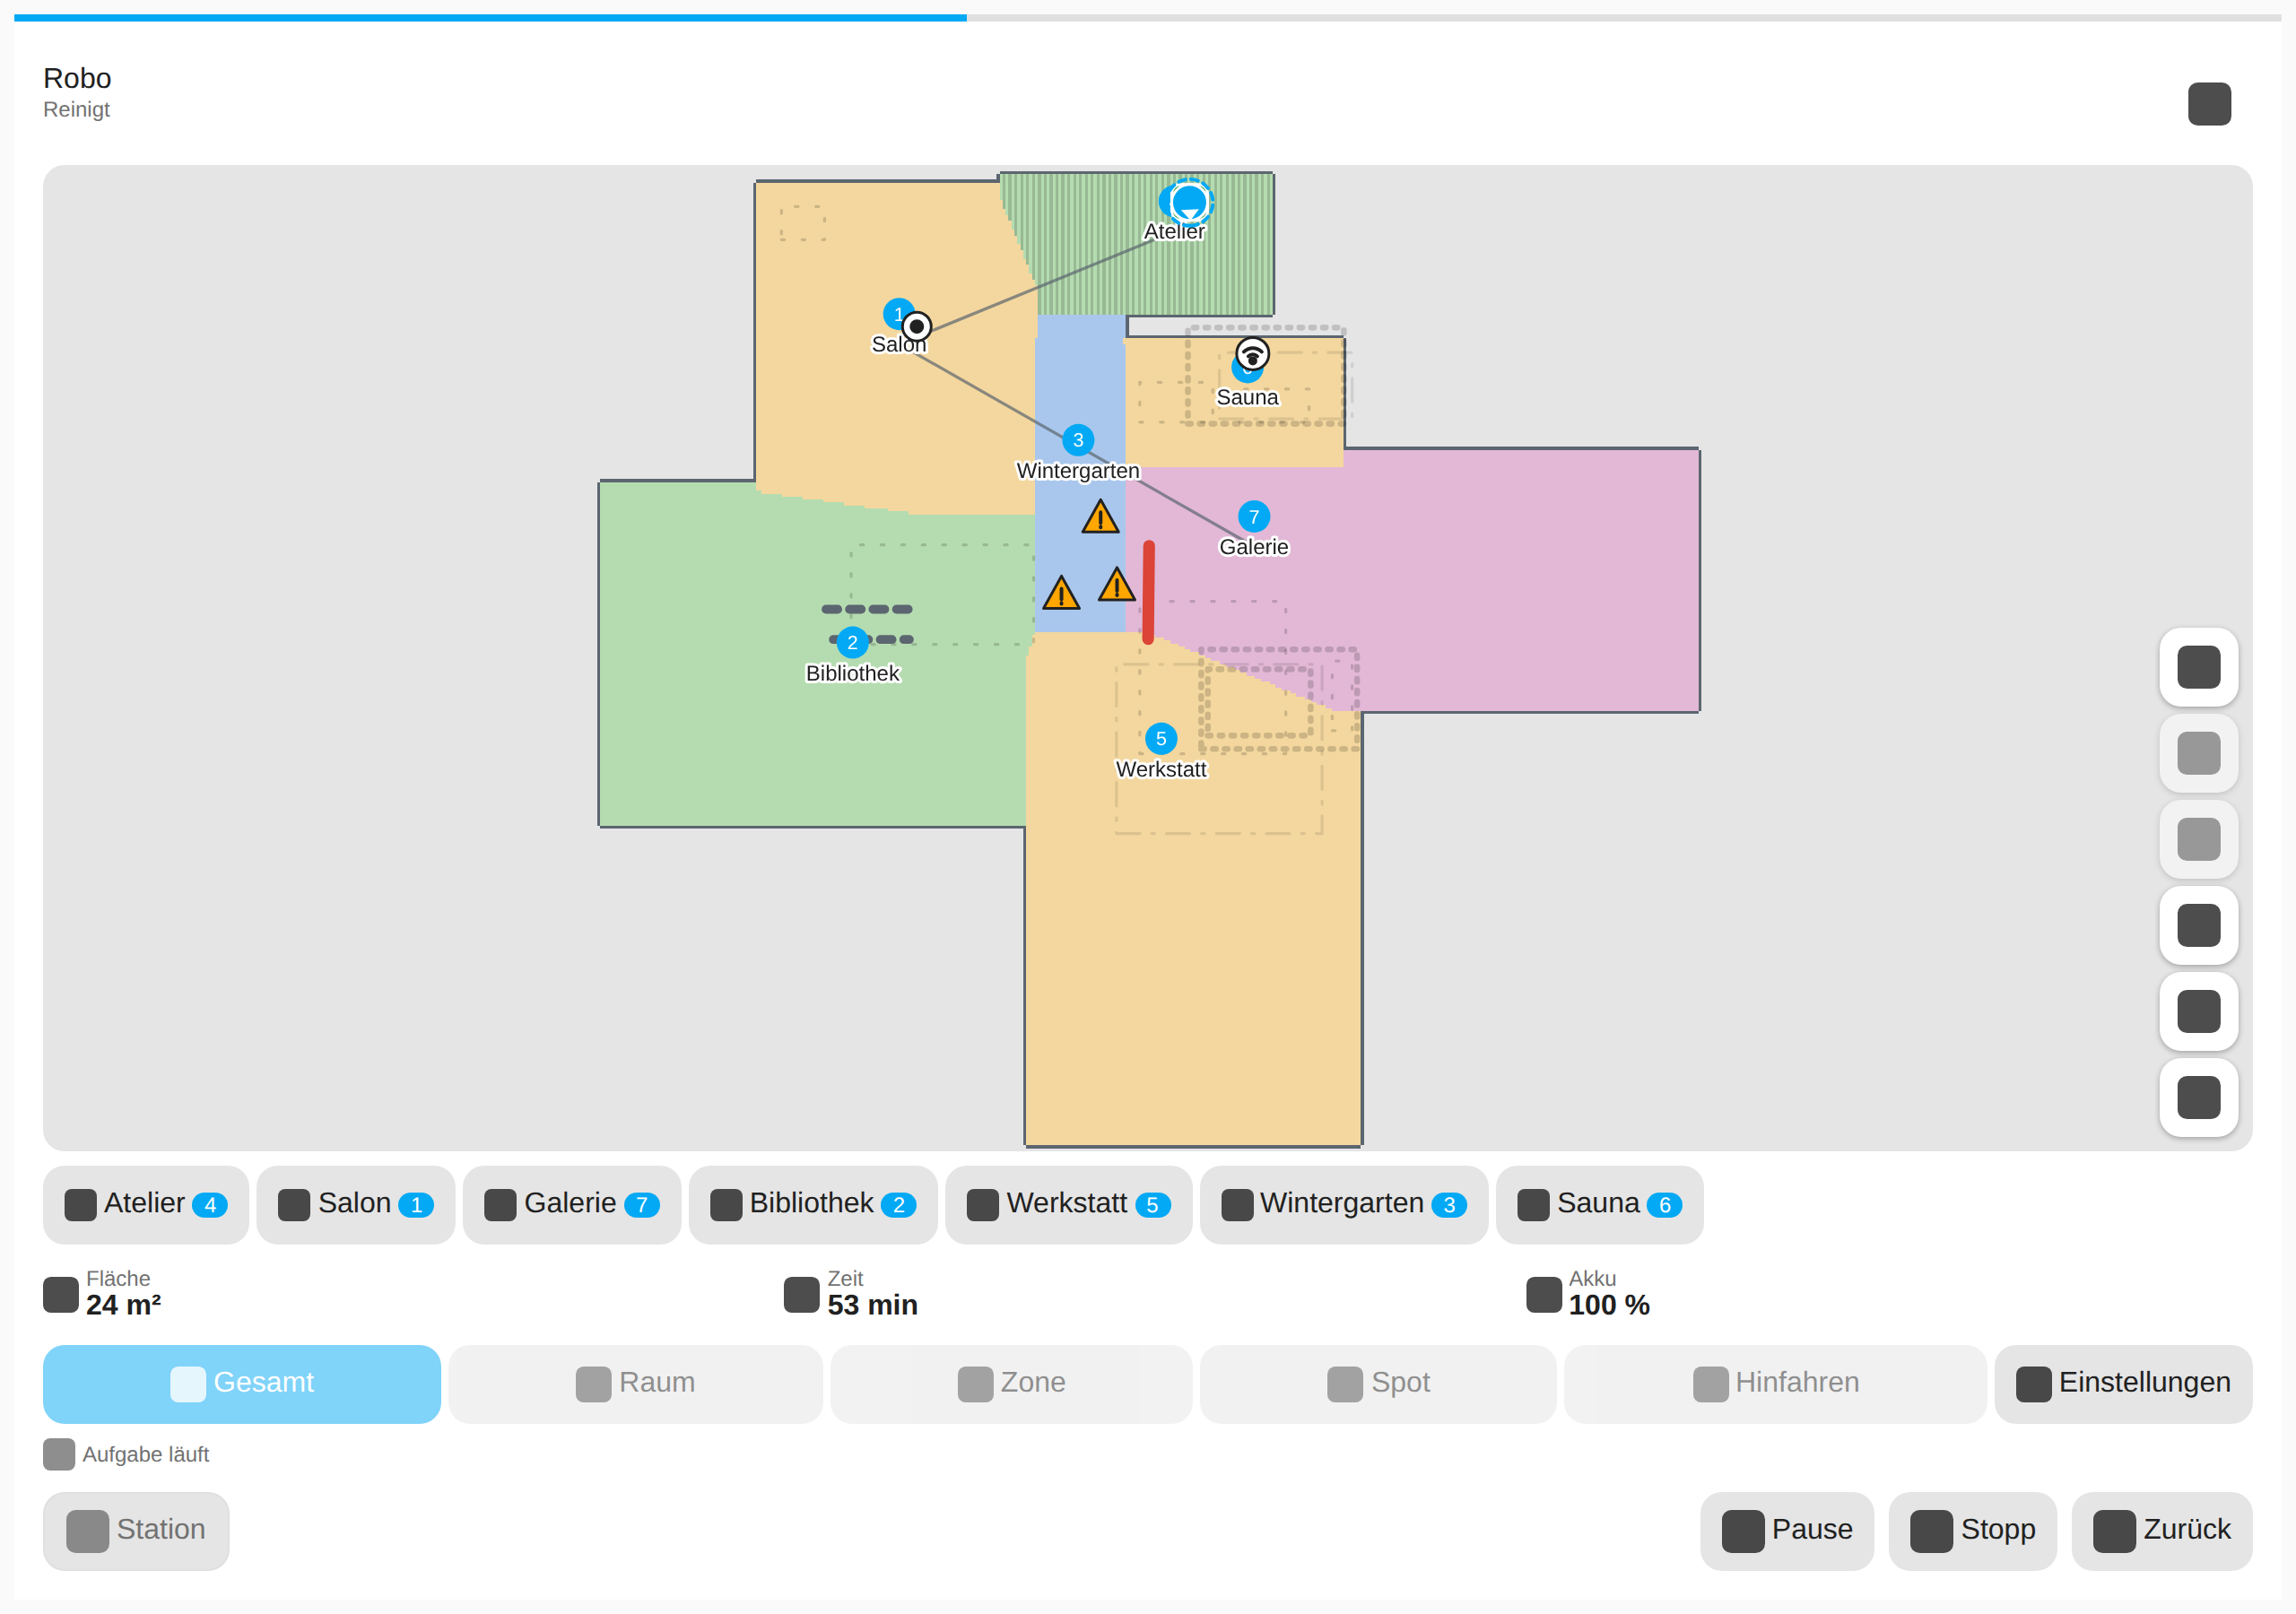 Robo
Reinigt
Atelier
1
Salon
Sauna
3
Wintergarten
7
Galerie
2
Bibliothek
5
Werkstatt
Atelier 4
Salon 1
Galerie 7
Bibliothek 2
Werkstatt 5
Wintergarten 3
Sauna 6
Fläche
24 m²
Zeit
53 min
Akku
100 %
Gesamt
Raum
Zone
Spot
Hinfahren
Einstellungen
Aufgabe läuft
Station
Pause
Stopp
Zurück